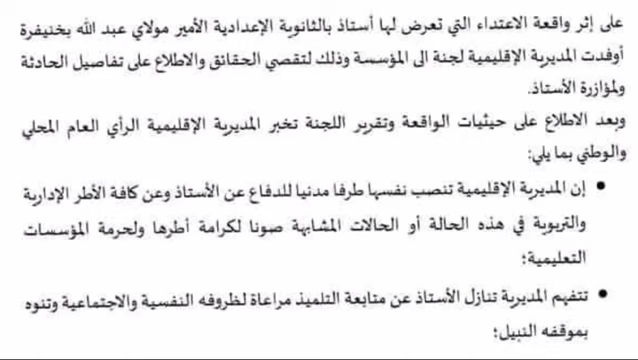 على إثر واقعة الاعتداء التي تعرض لها أستاذ بالثانوية الإعدادية الأمير مولاي عبد الله بخنيفرة
أوفدت المديرية الإقليمية لجنة الى المؤسسة وذلك لتقصي الحقائق والاطلاع على تفاصيل الحادثة
ولمؤازرة الأستاذ.
وبعد الاطلاع على حيثيات الواقعة وتقرير اللجنة تخبر المديرية الإقليمية الرأي العام المحلي
والوطني بما يلي:
• إن المديرية الإقليمية تنصب نفسها طرفا مدنيا للدفاع عن الأستاذ وعن كافة الأطر الإدارية
والتربوية في هذه الحالة أو الحالات المشابهة صونا لكرامة أطرها ولحرمة المؤسسات
التعليمية؛
• تتفهم المديرية تنازل الأستاذ عن متابعة التلميذ مراعاة لظروفه النفسية والاجتماعية وتنوه
بموقفه النبيل؛